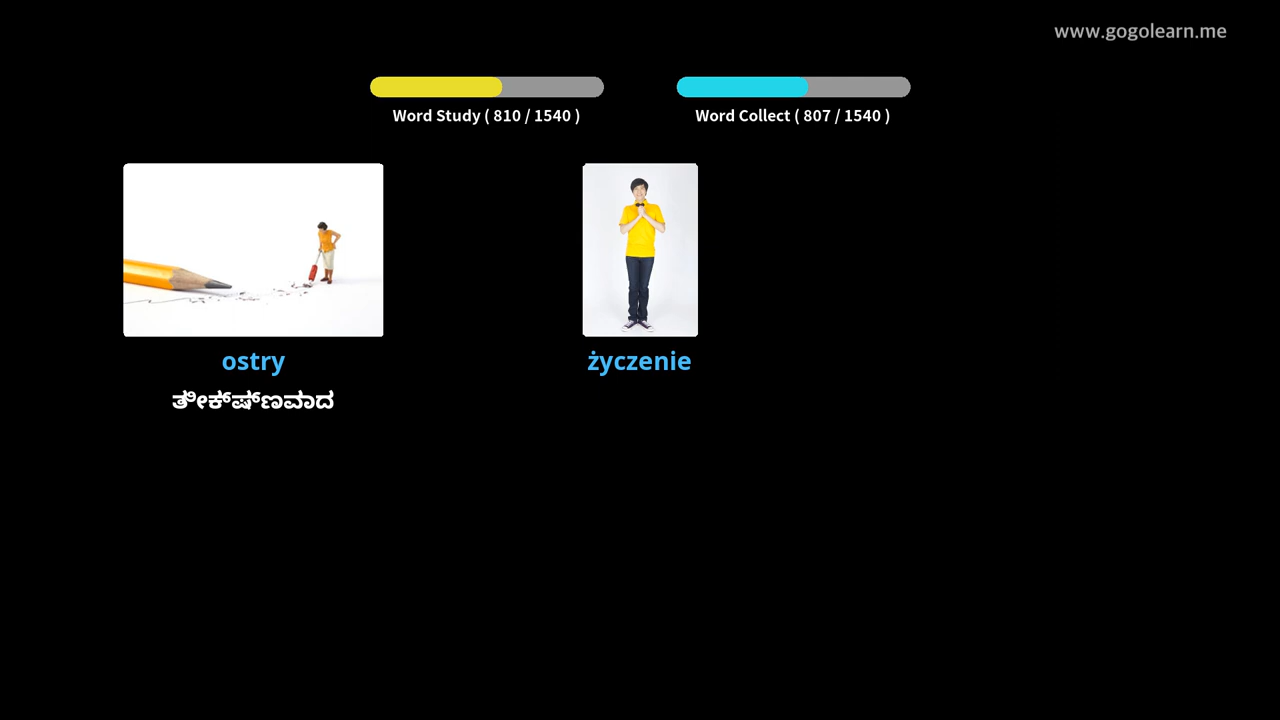 www.gogolearn.me
Word Study ( 810 / 1540 )
Word Collect ( 807 / 1540 )
ostry
życzenie
ತೀಕ್ಷ್ಣವಾದ